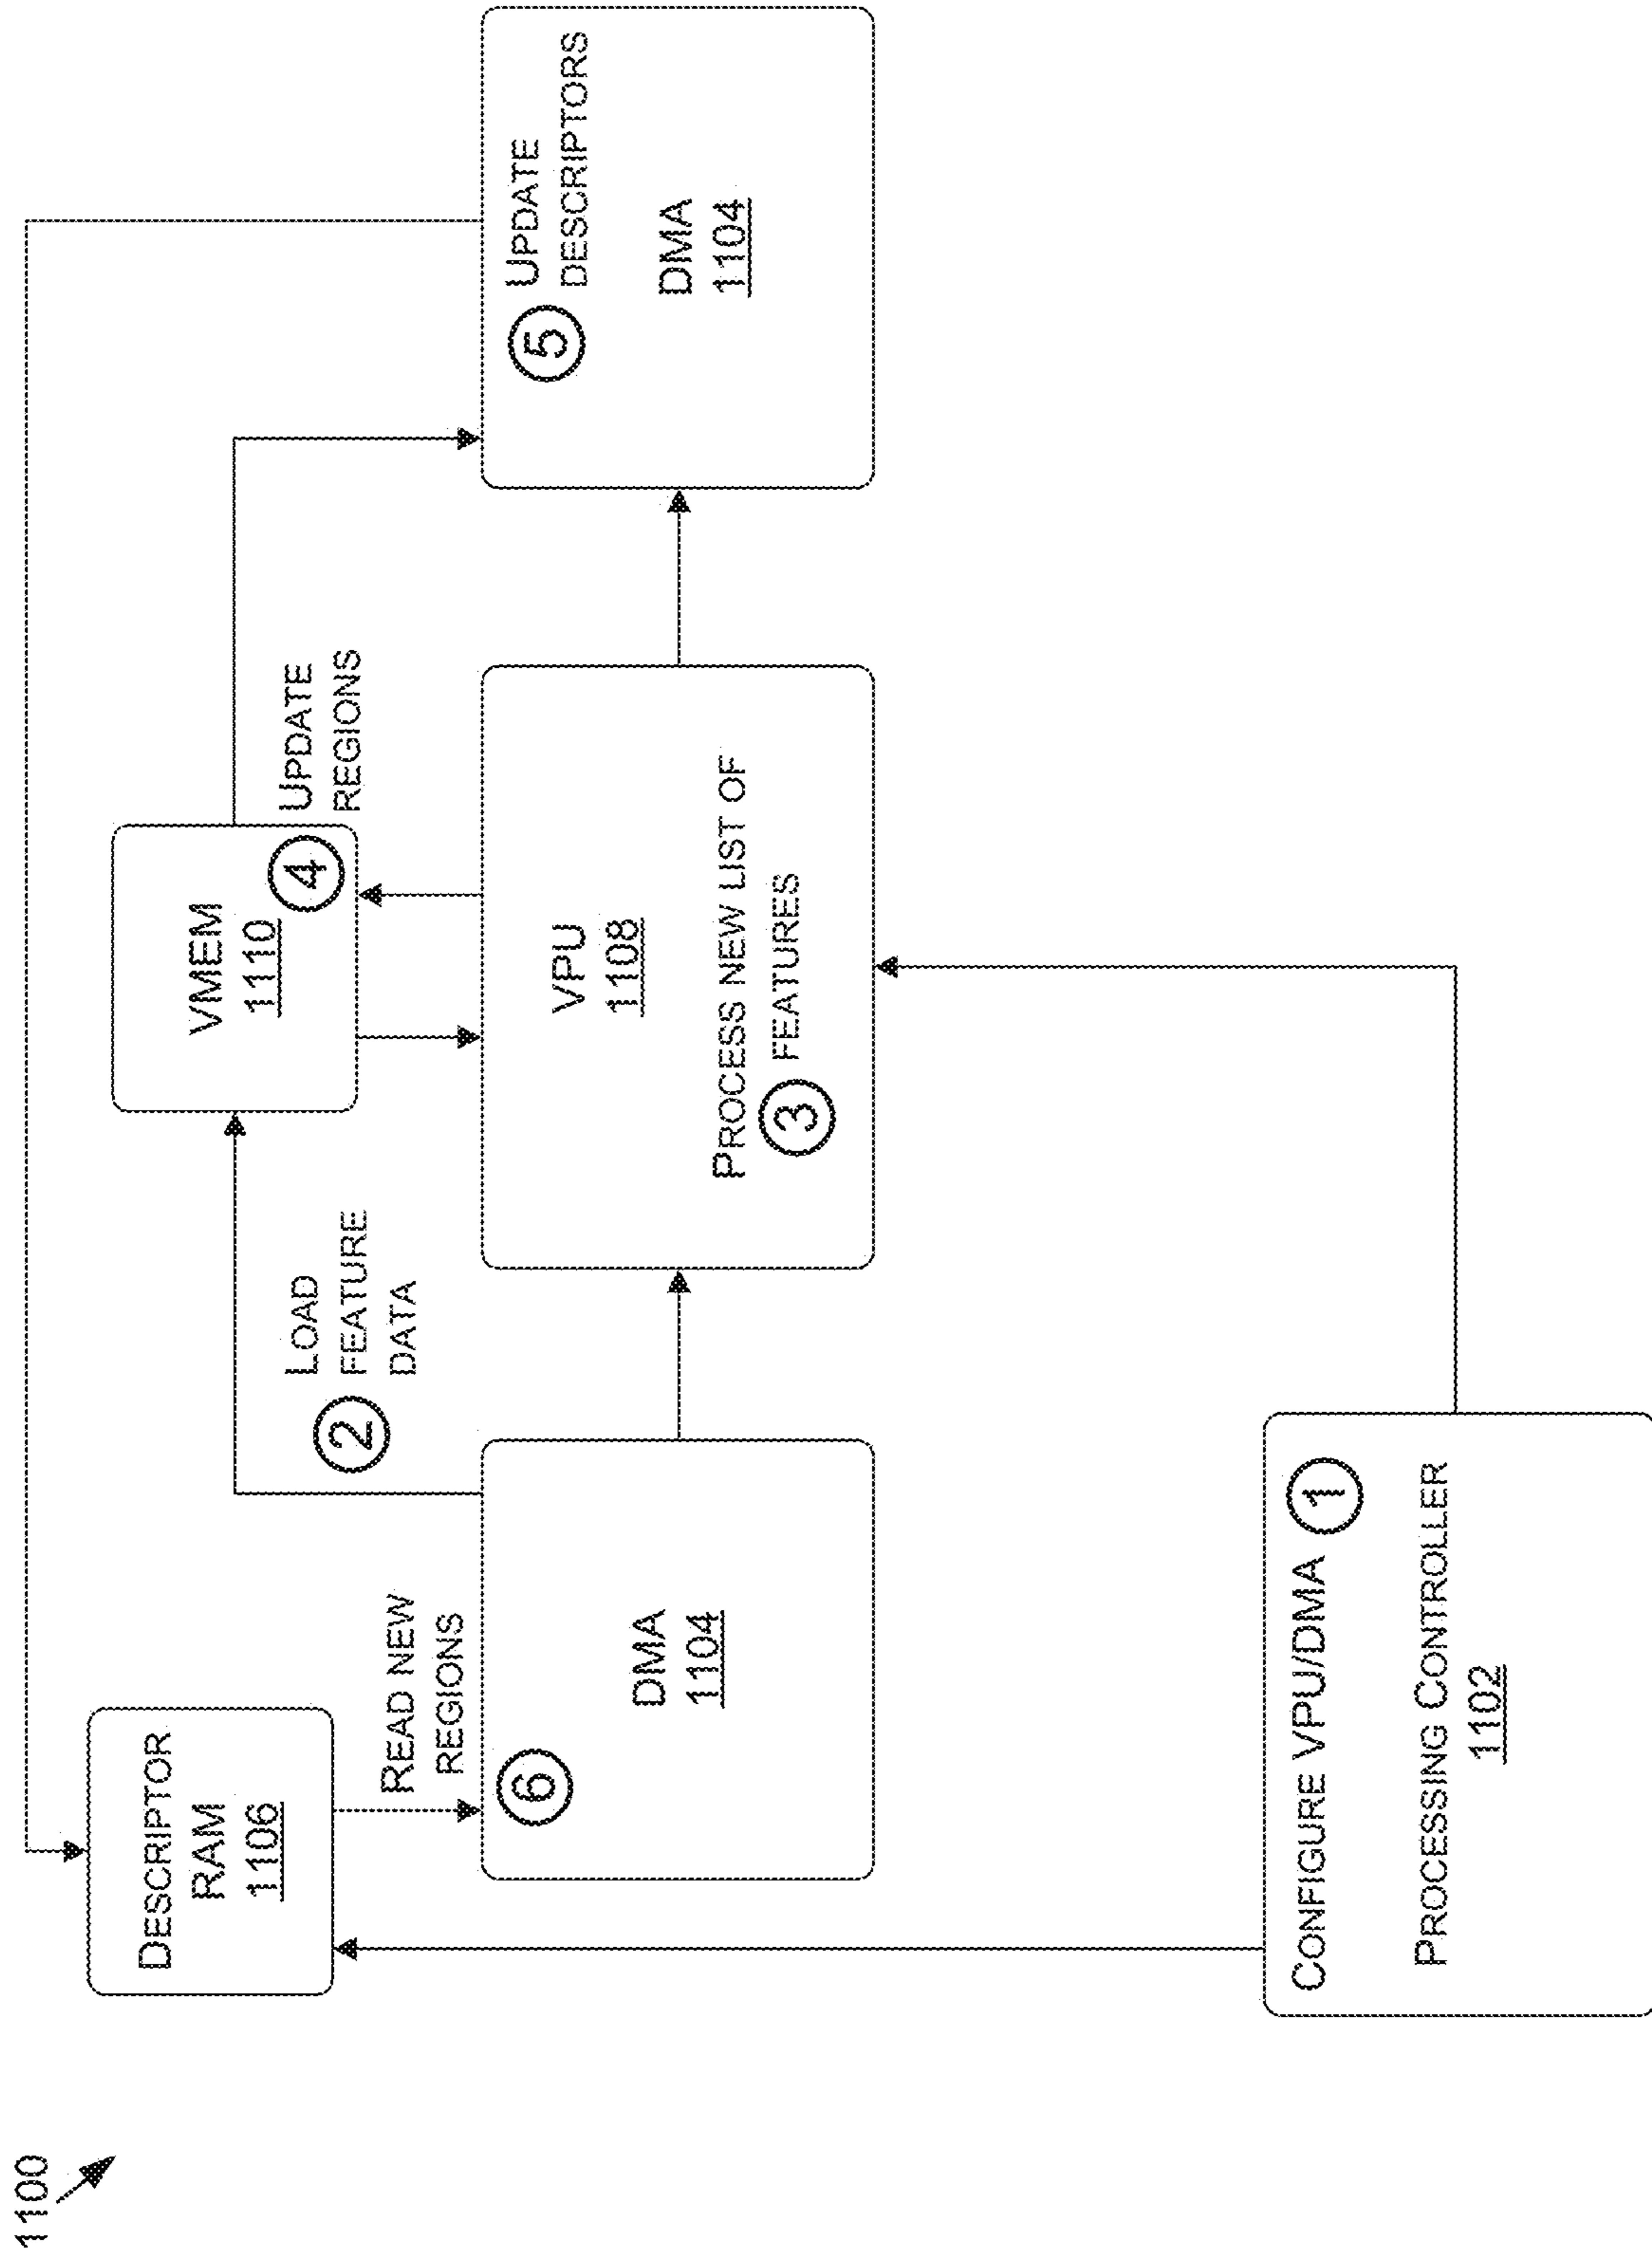 1100
DESCRIPTOR
RAM
1106
READ NEW
REGIONS
6
DMA
1104
2
LOAD
FEATURE
DATA
VMEM
1110
4
UPDATE
REGIONS
VPU
1108
PROCESS NEW LIST OF
3 FEATURES
5
UPDATE
DESCRIPTORS
DMA
1104
CONFIGURE VPU/DMA 1
PROCESSING CONTROLLER
1102